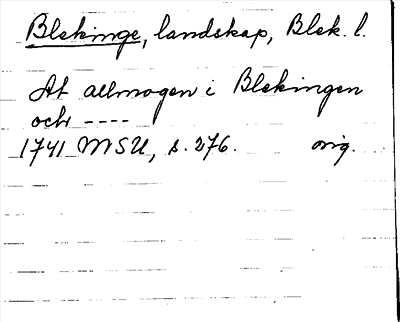 Blekinge, landskap, Blek. l.
At allmogen i Blekingen
och ----
1741 MSU, s. 276. orig.